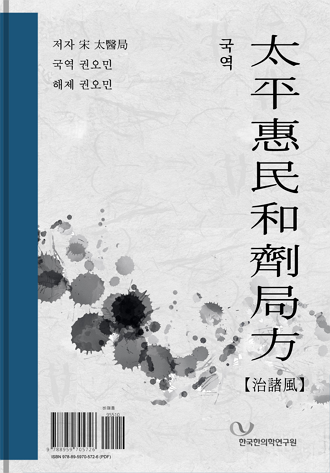 저자 宋 太醫局
국역 권오민
해제 권오민
국역
太平惠民和劑局方
【治諸風】
한국한의학연구원
ISBN 978-89-5970-572-6 (PDF)